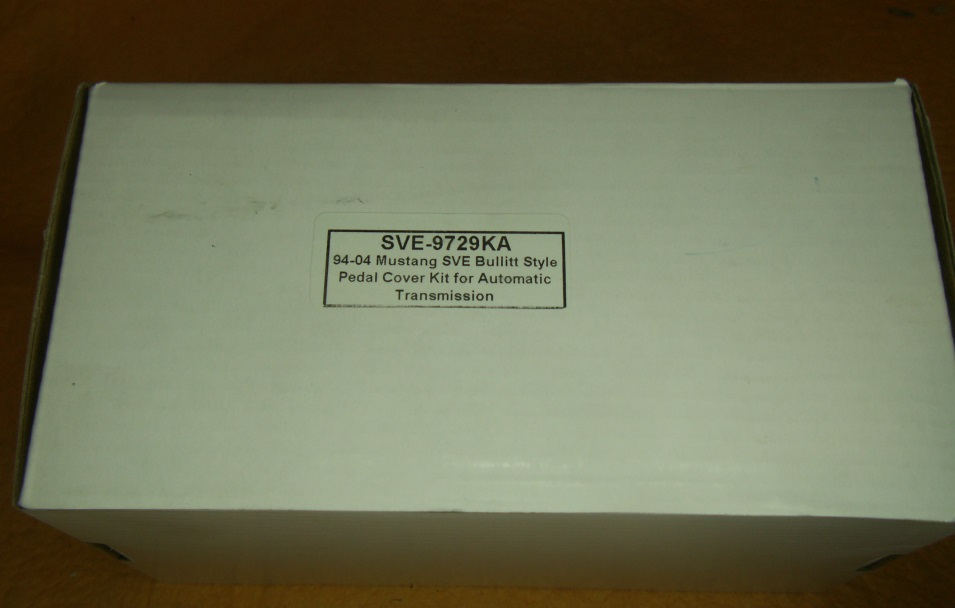 SVE-9729KA
94-04 Mustang SVE Bullitt Style
Pedal Cover Kit for Automatic
Transmission